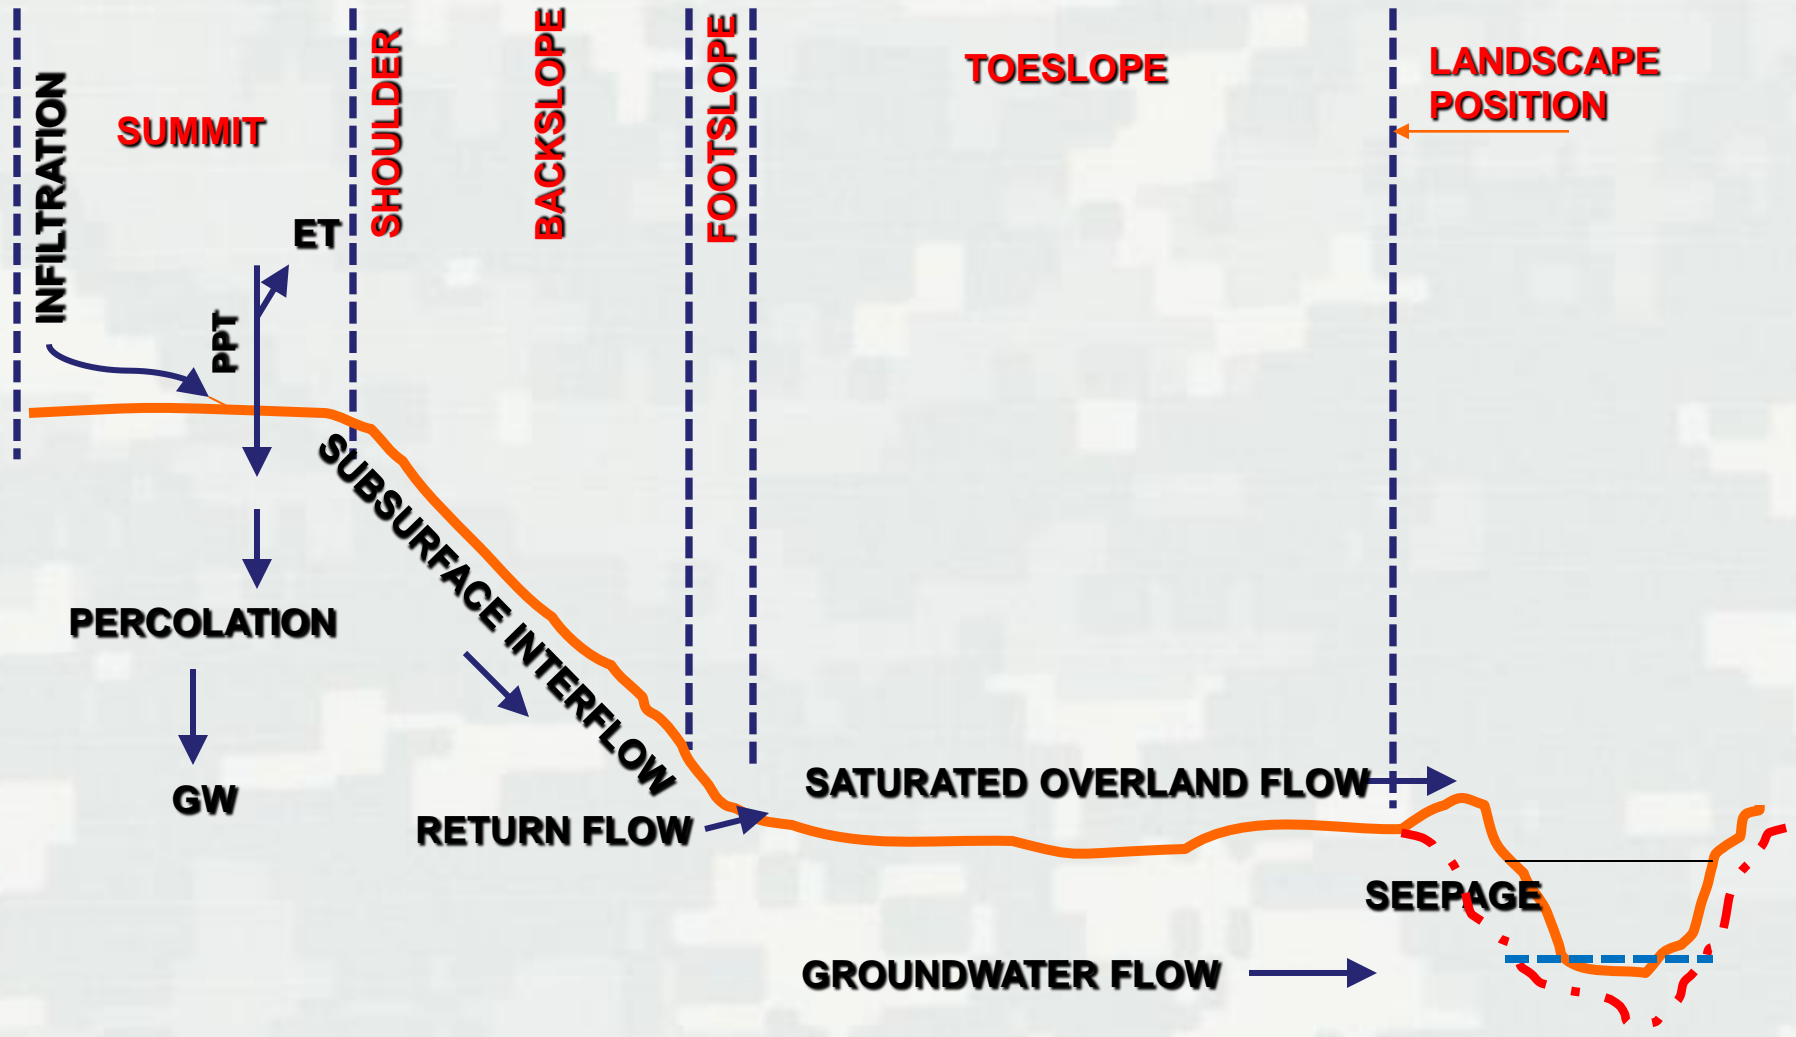 INFILTRATION
SUMMIT
SHOULDER
BACKSLOPE
FOOTSLOPE
TOESLOPE
LANDSCAPE
POSITION
ET
PPT
SUBSURFACE INTERFLOW
PERCOLATION
GW
RETURN FLOW
SATURATED OVERLAND FLOW
SEEPAGE
GROUNDWATER FLOW